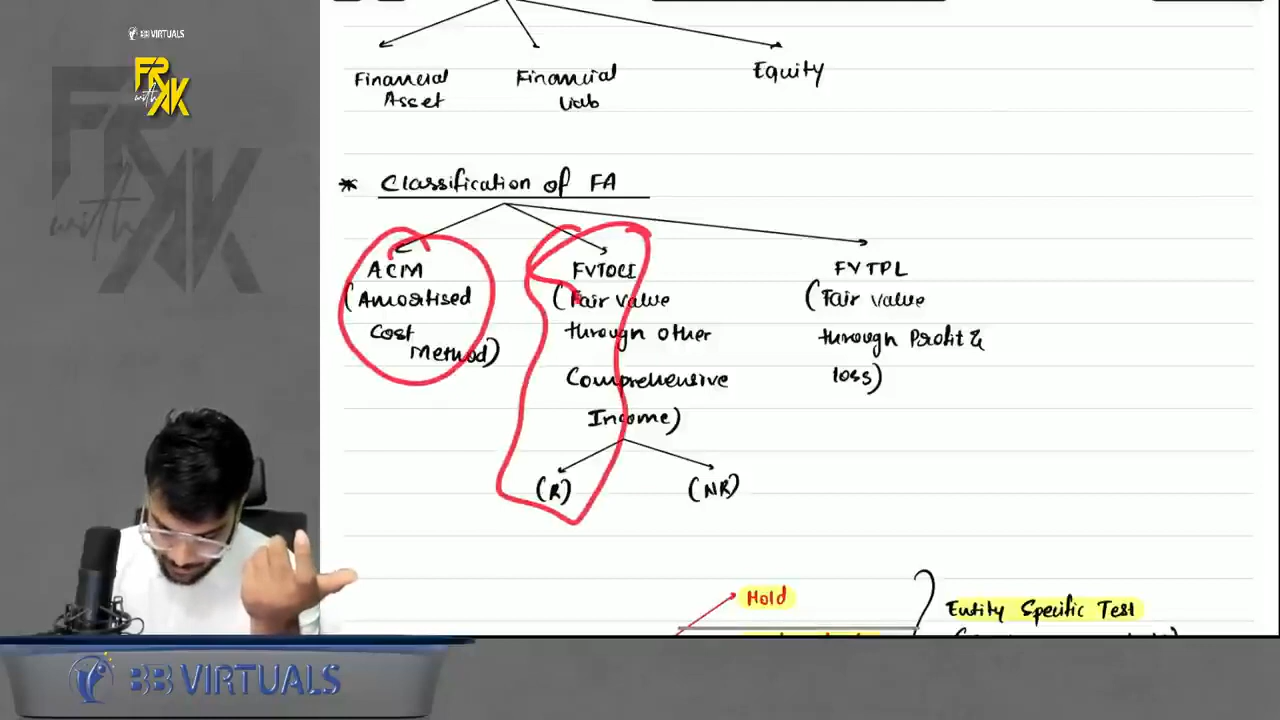 BB VIRTUALS
FR
with
AK
Financial
Asset
Financial
Liab
Equity
* Classification of FA
ACM
(Amortised
Cost
Method)
FVTOCI
(Fair value
through other
Comprehensive
Income)
(R)
(NR)
FVTPL
(Fair value
through Profit &
loss)
Hold
Entity Specific Test
BB VIRTUALS